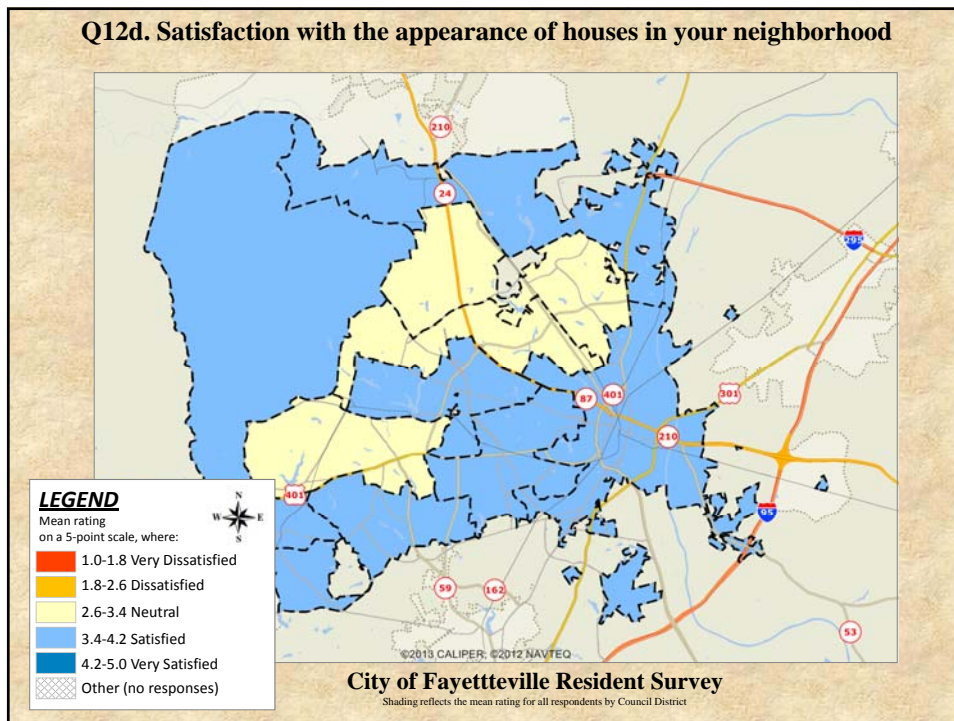 Q12d. Satisfaction with the appearance of houses in your neighborhood
210
24
295
87
401
301
210
401
95
59
162
53
LEGEND
N
W E
S
Mean rating
on a 5-point scale, where:
1.0-1.8 Very Dissatisfied
1.8-2.6 Dissatisfied
2.6-3.4 Neutral
3.4-4.2 Satisfied
4.2-5.0 Very Satisfied
Other (no responses)
©2013 CALIPER; ©2012 NAVTEQ
City of Fayettteville Resident Survey
Shading reflects the mean rating for all respondents by Council District